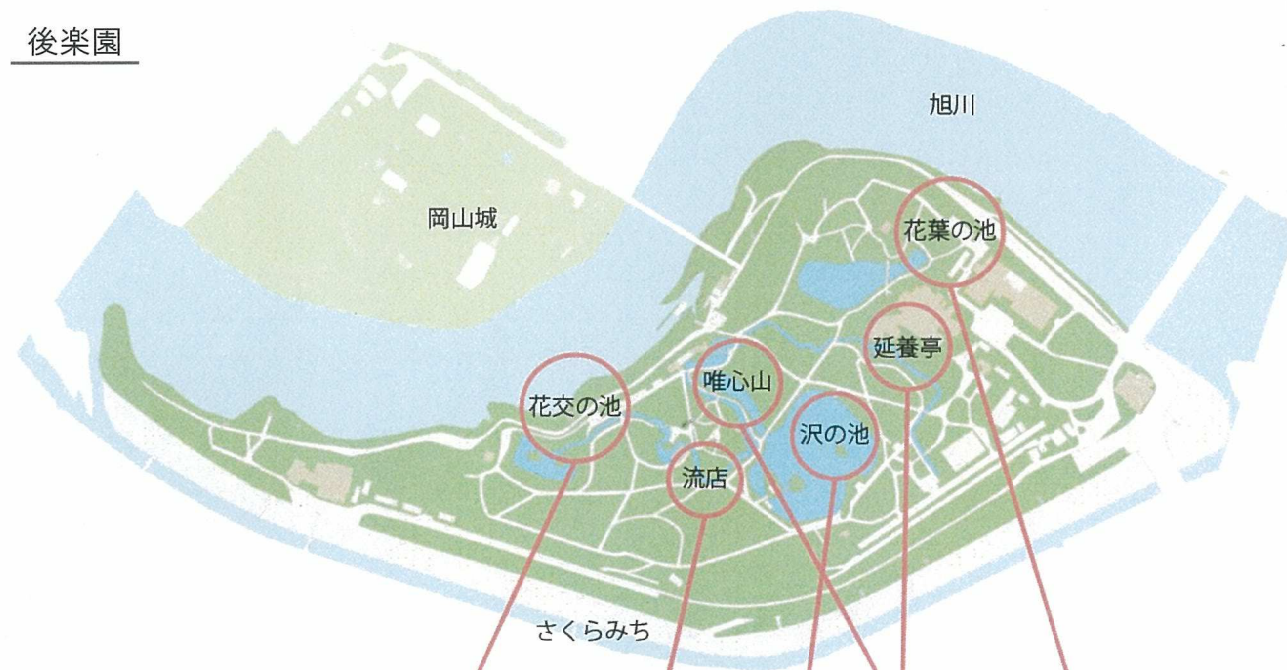 後楽園
旭川
岡山城
花葉の池
延養亭
唯心山
花交の池
沢の池
流店
さくらみち